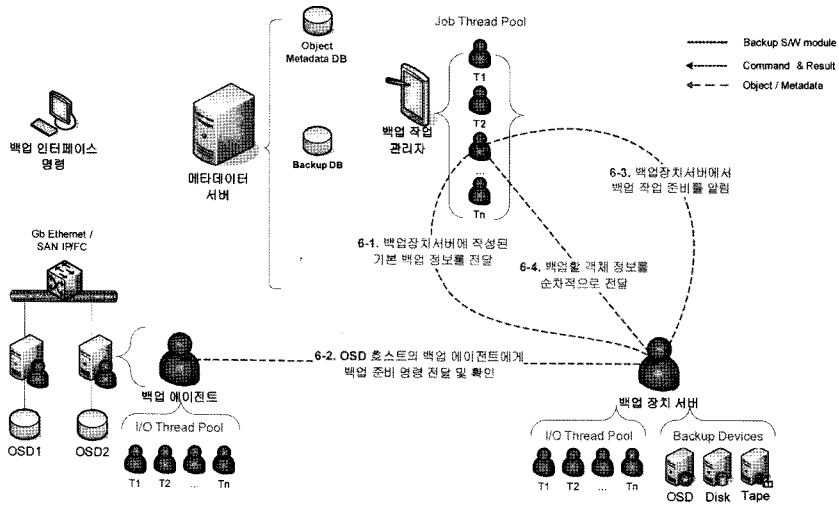 Job Thread Pool
Object
Metadata DB
T1
T2
...
Tn
Backup S/W module
Command & Result
Object / Metadata
백업 인터페이스
명령
메타데이터
서버
Backup DB
백업 작업
관리자
6-3. 백업장치서버에서
백업 작업 준비를 알림
6-1. 백업장치서버에 작성된
기본 백업 정보를 전달
6-4. 백업할 객체 정보를
순차적으로 전달
Gb Ethernet /
SAN IP/FC
6-2. OSD 호스트의 백업 에이전트에게
백업 준비 명령 전달 및 확인
백업 에이전트
백업 장치 서버
OSD1
OSD2
I/O Thread Pool
T1
T2
...
Tn
I/O Thread Pool
T1
T2
...
Tn
Backup Devices
OSD
Disk
Tape